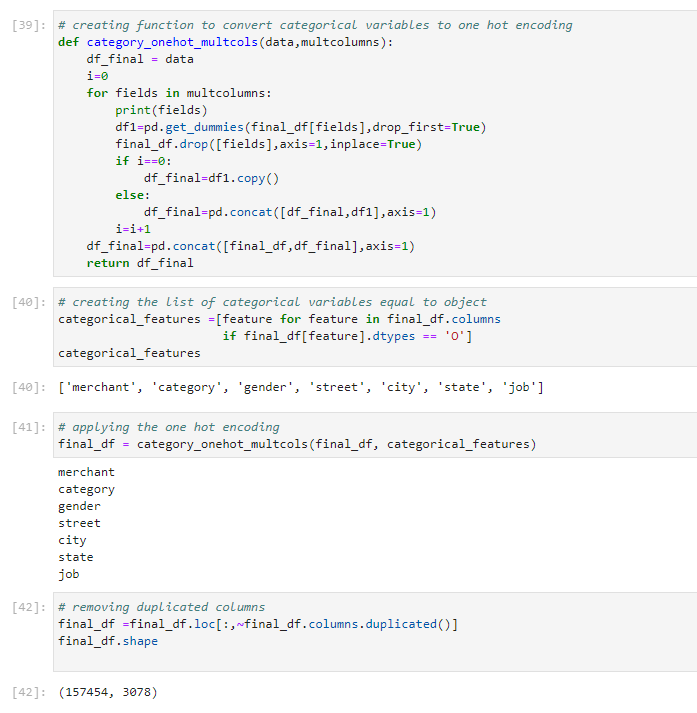 [39]: # creating function to convert categorical variables to one hot encoding
def category_onehot_multcols(data,multcolumns):
    df_final = data
    i=0
    for fields in multcolumns:
        print(fields)
        df1=pd.get_dummies(final_df[fields],drop_first=True)
        final_df.drop([fields],axis=1,inplace=True)
        if i==0:
            df_final=df1.copy()
        else:
            df_final=pd.concat([df_final,df1],axis=1)
        i=i+1
    df_final=pd.concat([final_df,df_final],axis=1)
    return df_final
[40]: # creating the list of categorical variables equal to object
categorical_features =[feature for feature in final_df.columns
                       if final_df[feature].dtypes == 'O']
categorical_features
[40]: ['merchant', 'category', 'gender', 'street', 'city', 'state', 'job']
[41]: # applying the one hot encoding
final_df = category_onehot_multcols(final_df, categorical_features)
merchant
category
gender
street
city
state
job
[42]: # removing duplicated columns
final_df =final_df.loc[:,~final_df.columns.duplicated()]
final_df.shape
[42]: (157454, 3078)